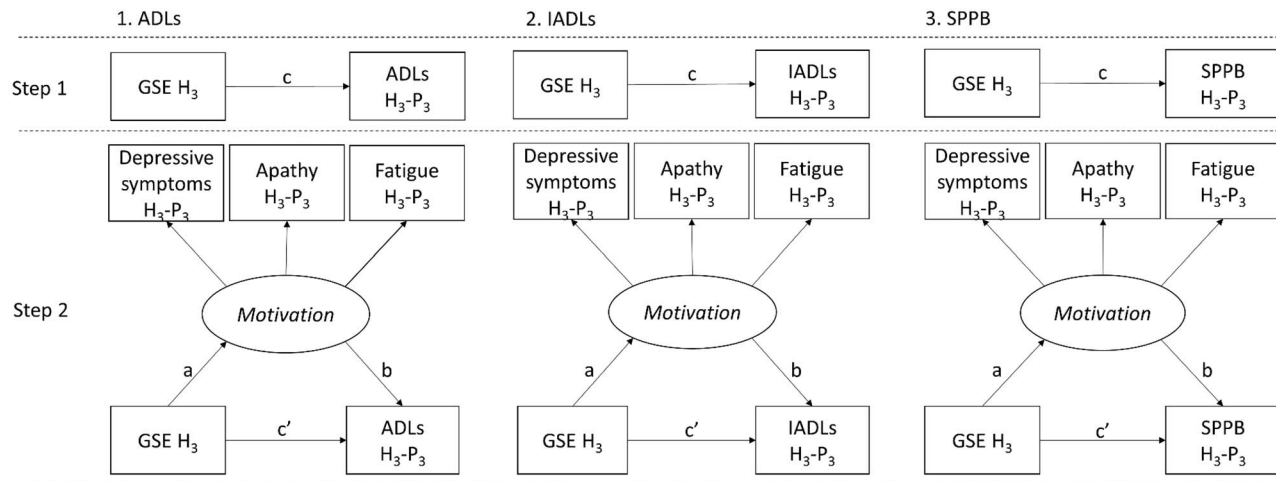 1. ADLs
2. IADLs
3. SPPB
Step 1
GSE H₃
c
ADLs
H₃-P₃
GSE H₃
c
IADLs
H₃-P₃
GSE H₃
c
SPPB
H₃-P₃
Step 2
Depressive
symptoms
H₃-P₃
Apathy
H₃-P₃
Fatigue
H₃-P₃
Motivation
a
b
GSE H₃
c’
ADLs
H₃-P₃
Depressive
symptoms
H₃-P₃
Apathy
H₃-P₃
Fatigue
H₃-P₃
Motivation
a
b
GSE H₃
c’
IADLs
H₃-P₃
Depressive
symptoms
H₃-P₃
Apathy
H₃-P₃
Fatigue
H₃-P₃
Motivation
a
b
GSE H₃
c’
SPPB
H₃-P₃